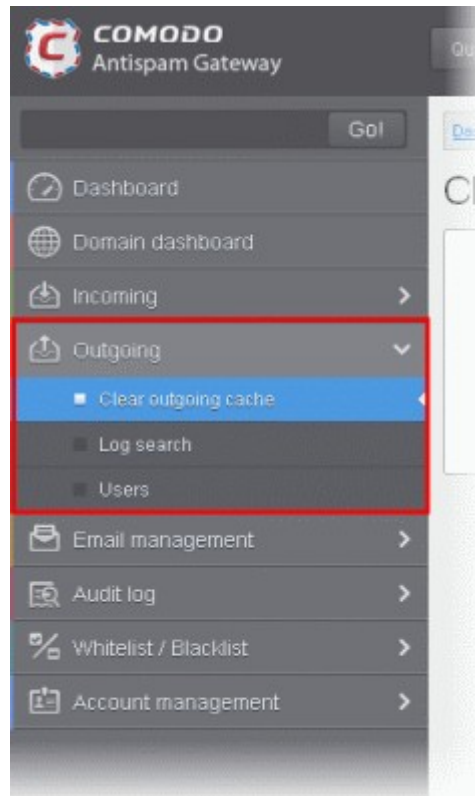 COMODO
Antispam Gateway
Go!
Dashboard
Domain dashboard
Incoming
Outgoing
Clear outgoing cache
Log search
Users
Email management
Audit log
Whitelist / Blacklist
Account management